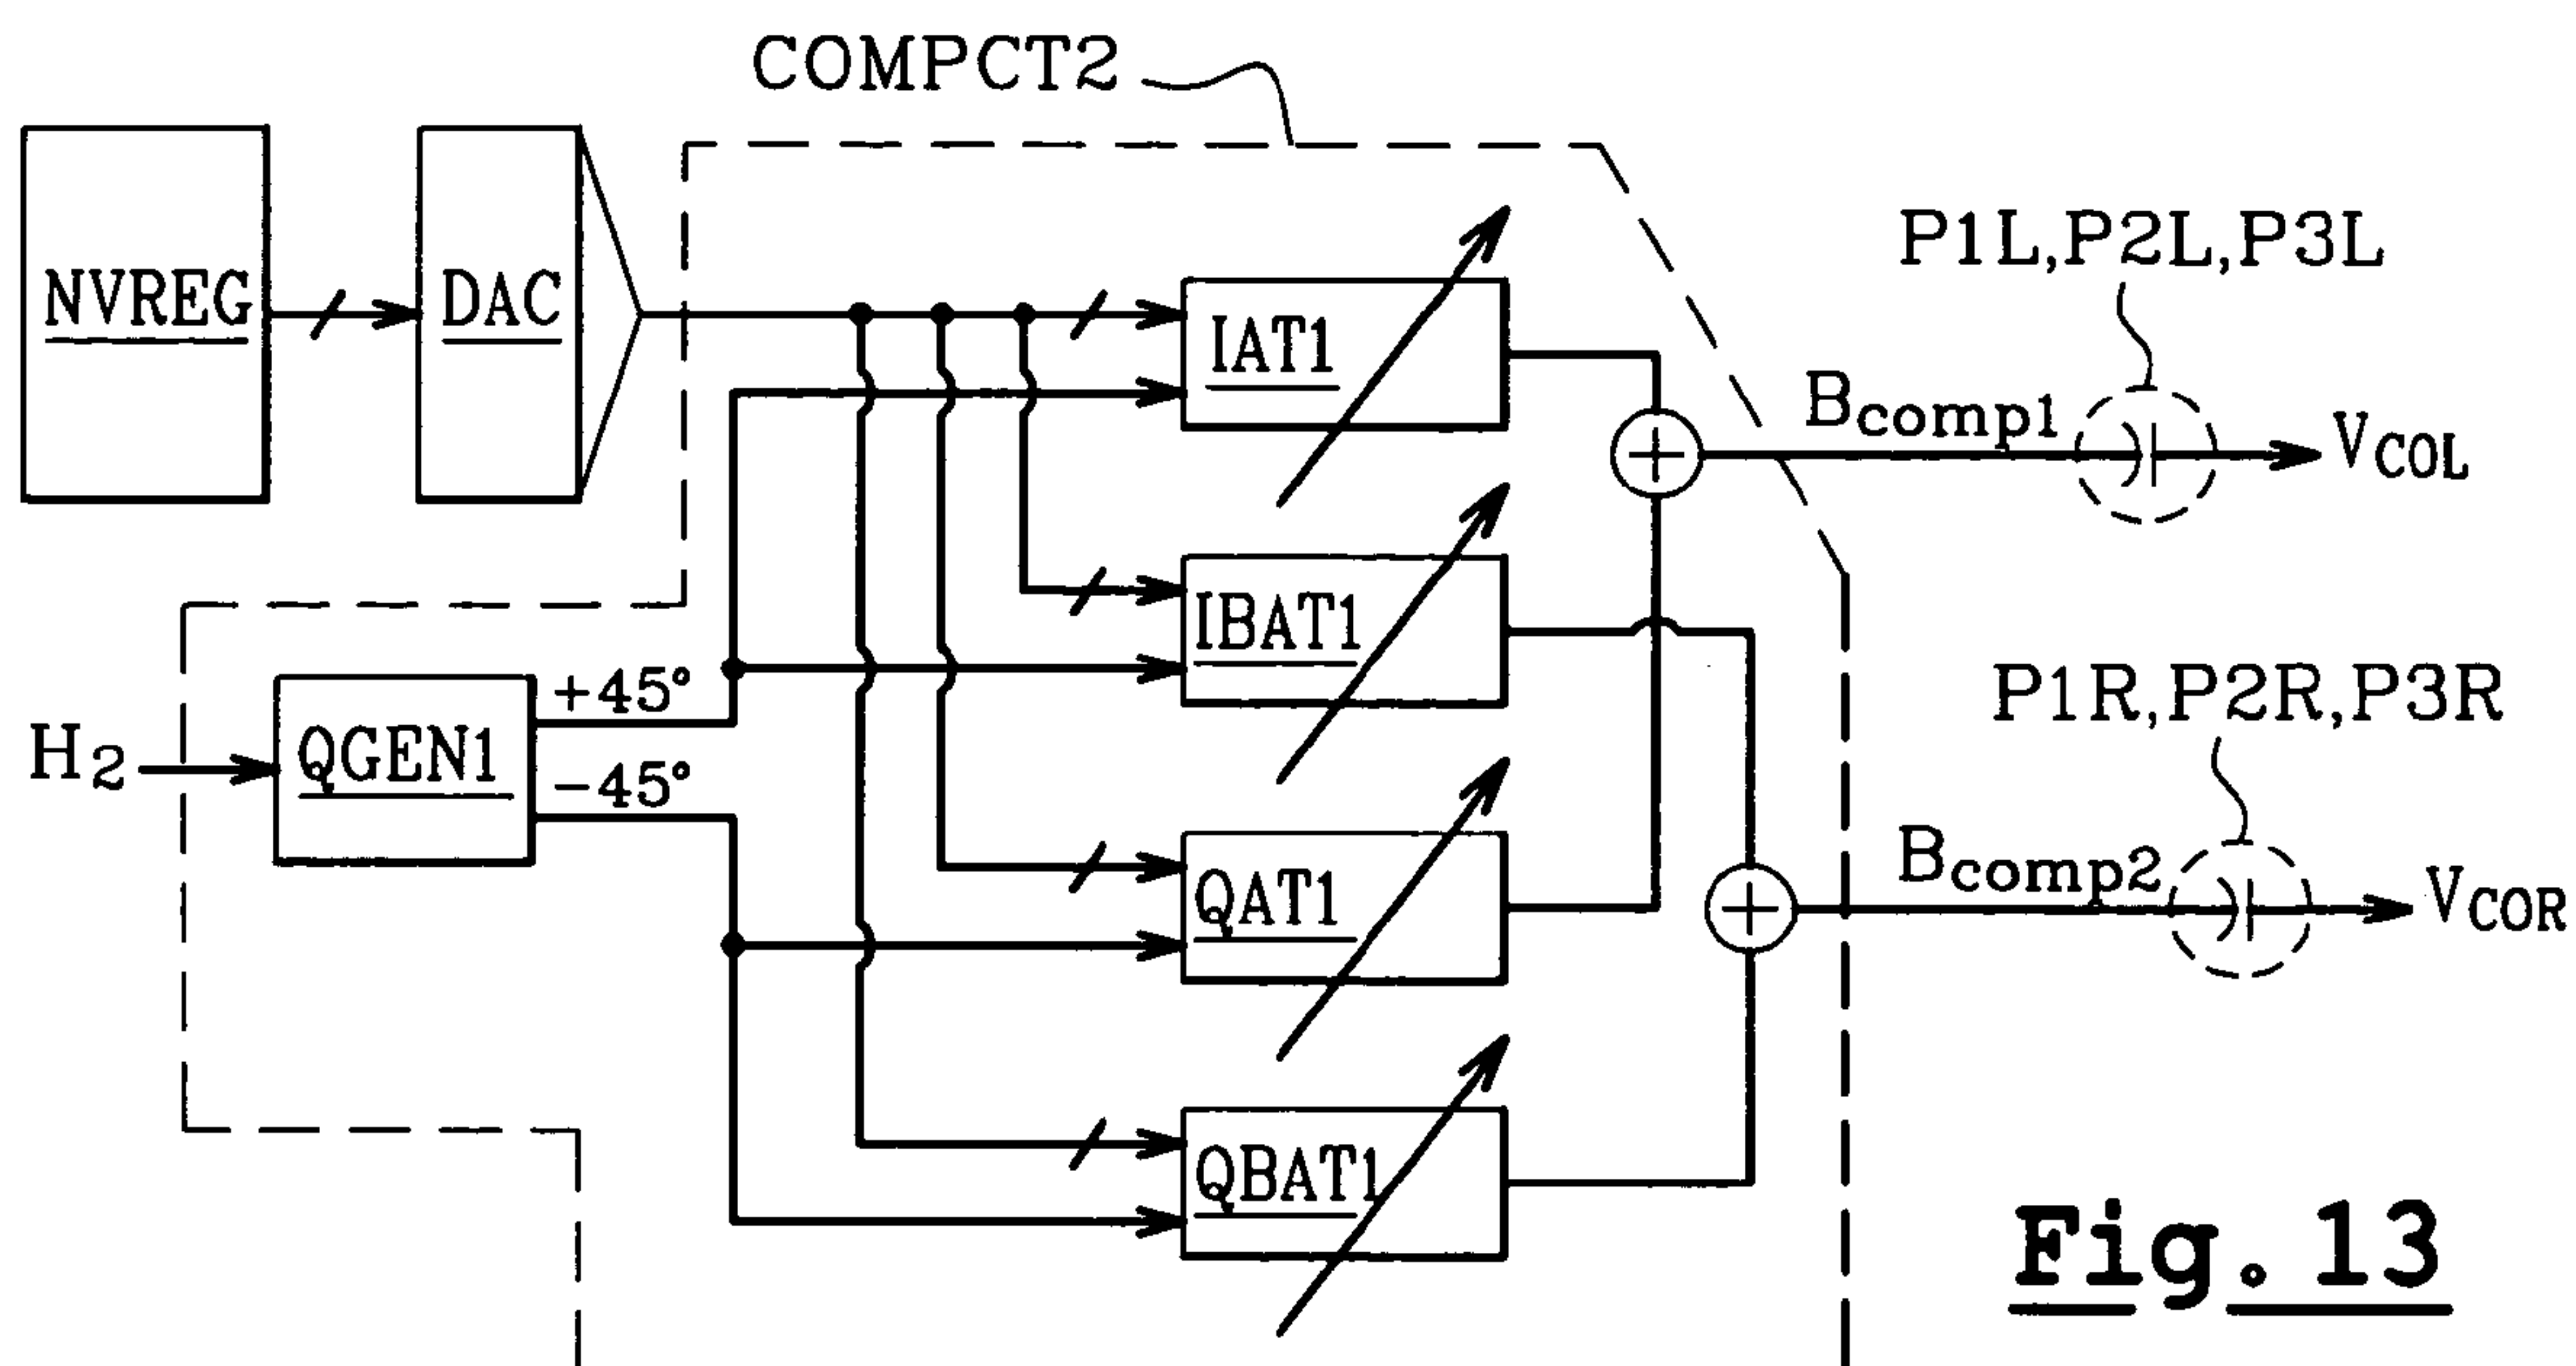 COMPCT2
NVREG
DAC
IAT1
P1L,P2L,P3L
Bcomp1
VCOL
IBAT1
H2
QGEN1
+45°
-45°
P1R,P2R,P3R
QAT1
Bcomp2
VCOR
QBAT1
Fig. 13